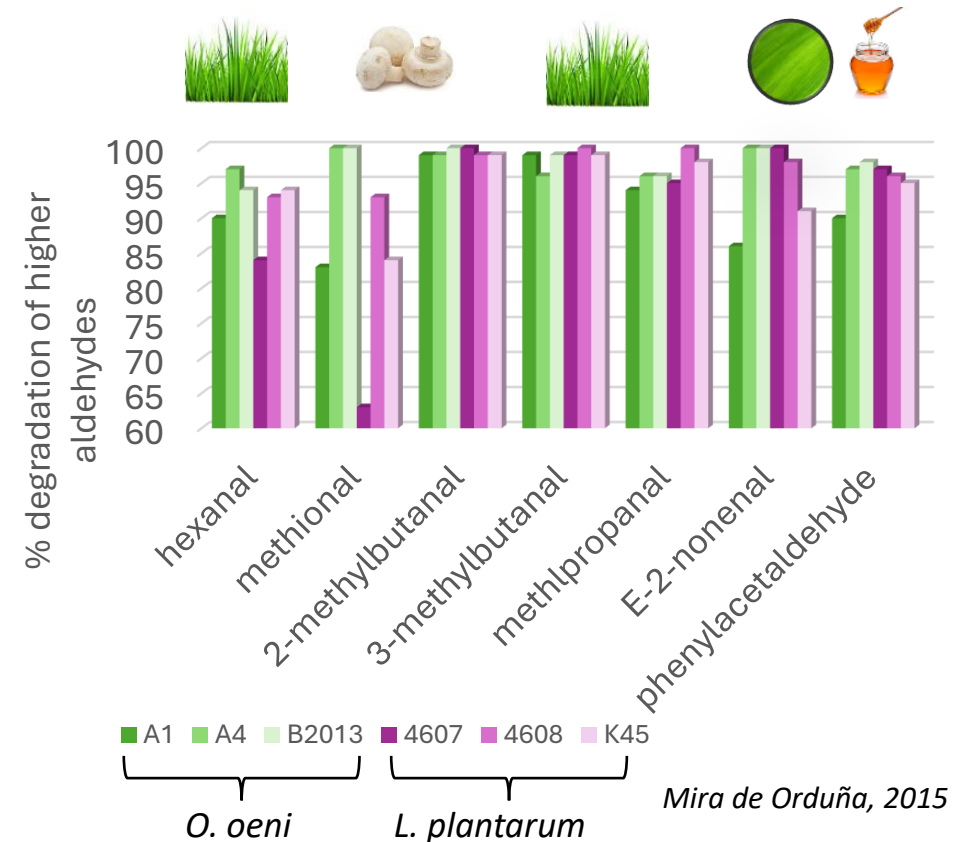 % degradation of higher
aldehydes
100
95
90
85
80
75
70
65
60
hexanal
methional
2-methylbutanal
3-methylbutanal
methlpropanal
E-2-nonenal
phenylacetaldehyde
A1 A4 B2013 4607 4608 K45
O. oeni L. plantarum
Mira de Orduña, 2015